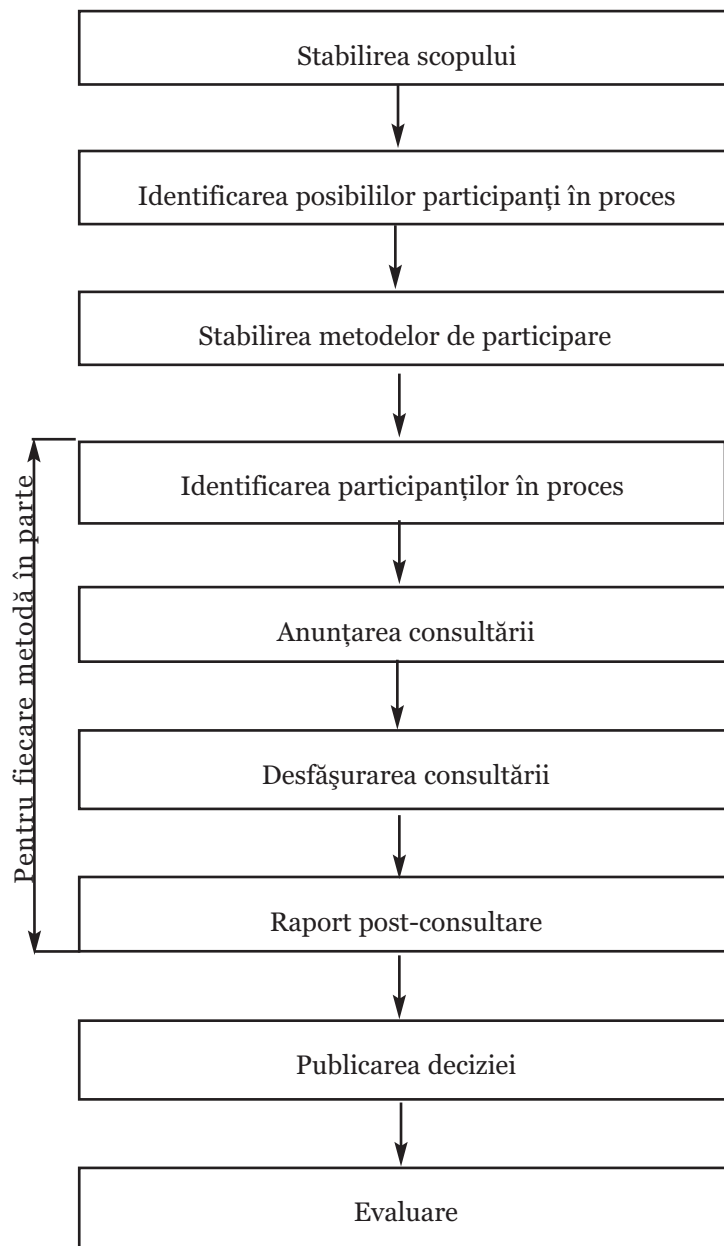 Stabilirea scopului
Identificarea posibililor participanți în proces
Stabilirea metodelor de participare
Pentru fiecare metodă în parte
Identificarea participanților în proces
Anunțarea consultării
Desfăşurarea consultării
Raport post-consultare
Publicarea deciziei
Evaluare